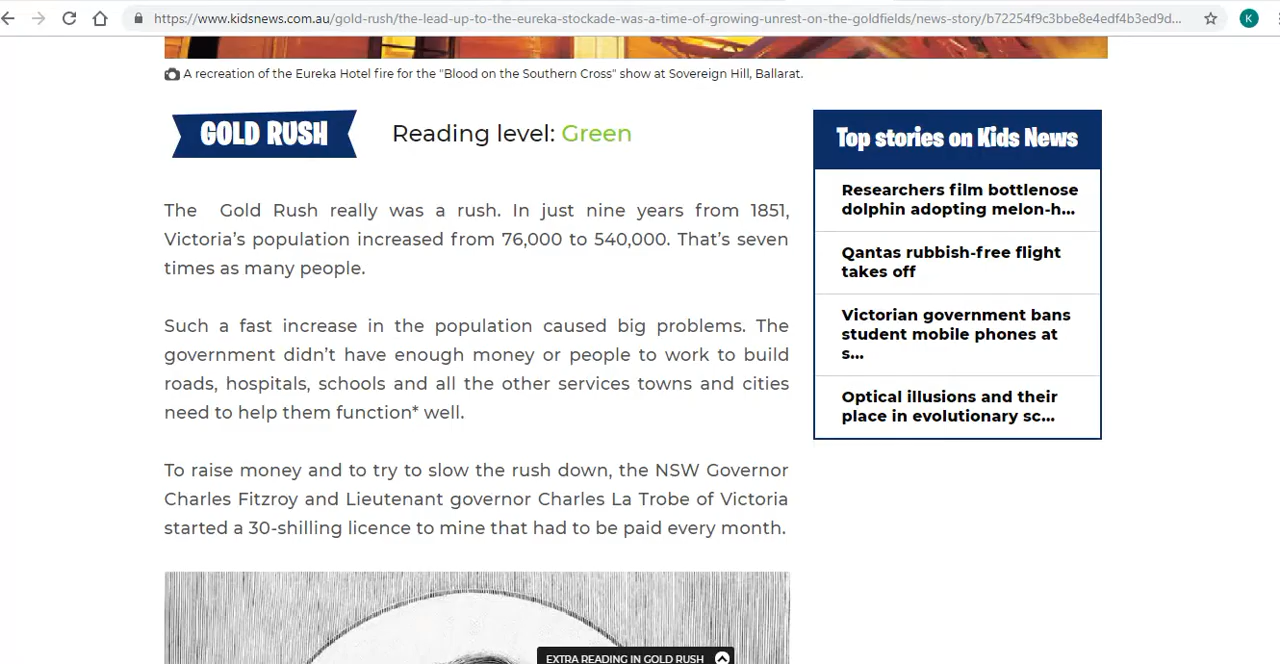 https://www.kidsnews.com.au/gold-rush/the-lead-up-to-the-eureka-stockade-was-a-time-of-growing-unrest-on-the-goldfields/news-story/b72254f9c3bbe8e4edf4b3ed9d...
K
A recreation of the Eureka Hotel fire for the "Blood on the Southern Cross" show at Sovereign Hill, Ballarat.
GOLD RUSH
Reading level: Green
The Gold Rush really was a rush. In just nine years from 1851,
Victoria’s population increased from 76,000 to 540,000. That’s seven
times as many people.
Such a fast increase in the population caused big problems. The
government didn’t have enough money or people to work to build
roads, hospitals, schools and all the other services towns and cities
need to help them function* well.
To raise money and to try to slow the rush down, the NSW Governor
Charles Fitzroy and Lieutenant governor Charles La Trobe of Victoria
started a 30-shilling licence to mine that had to be paid every month.
EXTRA READING IN GOLD RUSH
Top stories on Kids News
Researchers film bottlenose
dolphin adopting melon-h...
Qantas rubbish-free flight
takes off
Victorian government bans
student mobile phones at
s...
Optical illusions and their
place in evolutionary sc...